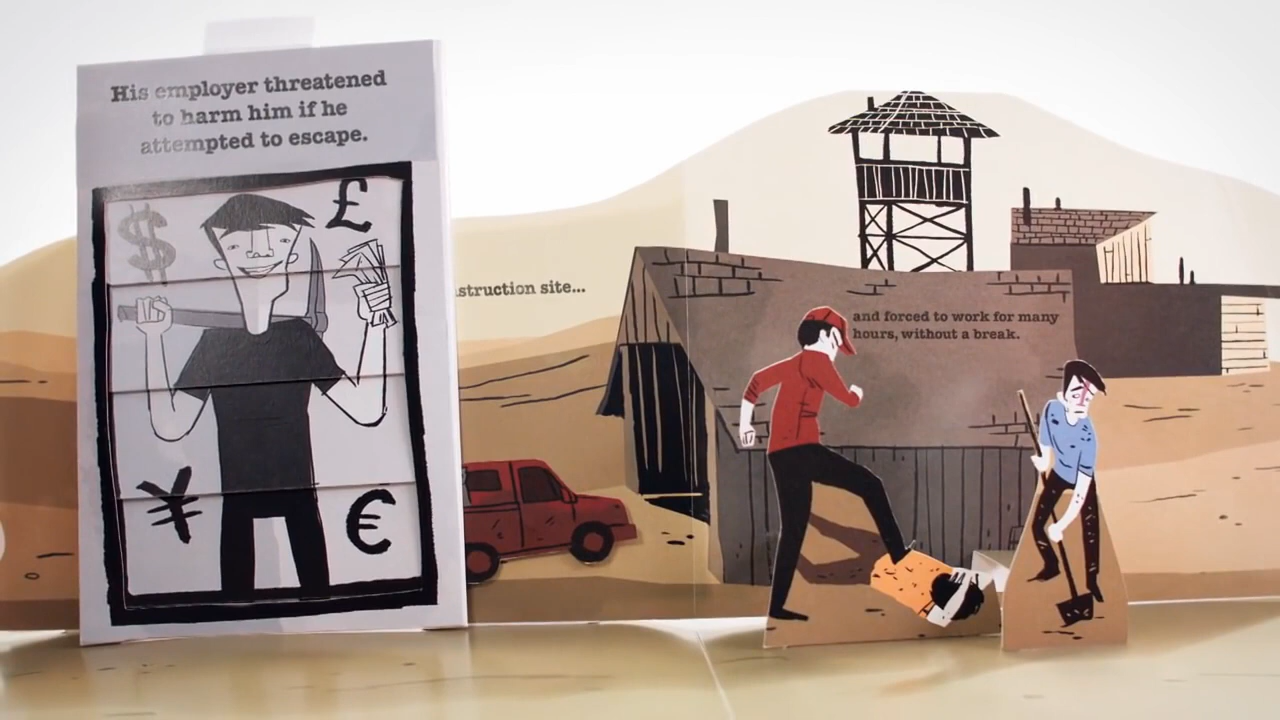 His employer threatened
to harm him if he
attempted to escape.
$
£
¥
€
struction site...
and forced to work for many
hours, without a break.